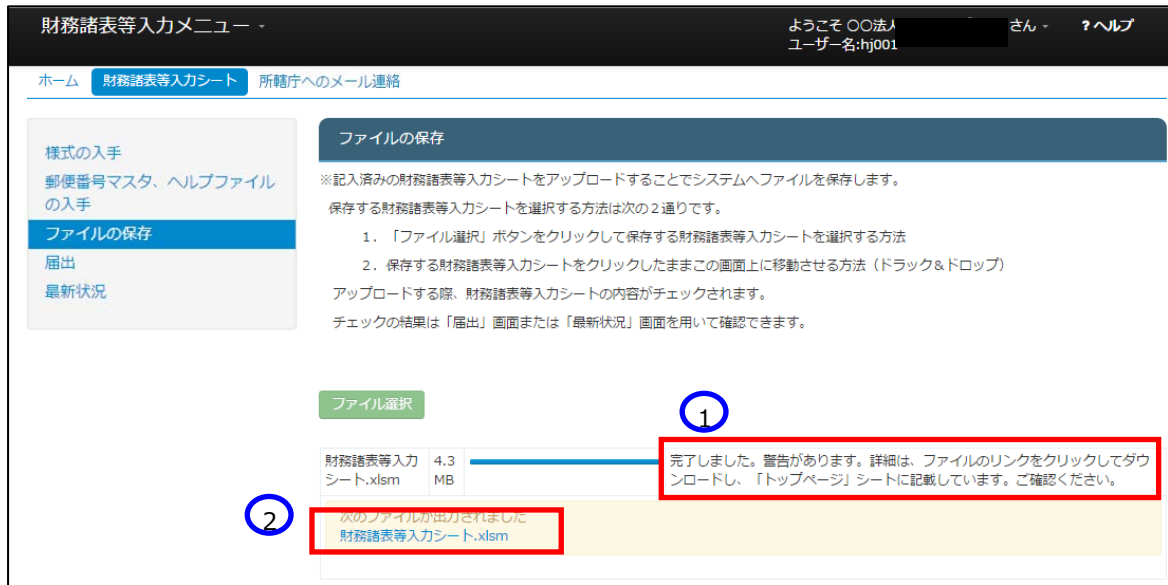 財務諸表等入力メニュー
ようこそ 〇〇法人 さん
ユーザー名:hj001
?ヘルプ
ホーム 財務諸表等入力シート 所轄庁へのメール連絡
様式の入手
郵便番号マスタ、ヘルプファイル
の入手
ファイルの保存
届出
最新状況
ファイルの保存
※記入済みの財務諸表等入力シートをアップロードすることでシステムへファイルを保存します。
保存する財務諸表等入力シートを選択する方法は次の２通りです。
１．「ファイル選択」ボタンをクリックして保存する財務諸表等入力シートを選択する方法
２．保存する財務諸表等入力シートをクリックしたままこの画面上に移動させる方法（ドラック＆ドロップ）
アップロードする際、財務諸表等入力シートの内容がチェックされます。
チェックの結果は「届出」画面または「最新状況」画面を用いて確認できます。
ファイル選択
1
財務諸表等入力
シート.xlsm
4.3
MB
完了しました。警告があります。詳細は、ファイルのリンクをクリックしてダウ
ンロードし、「トップページ」シートに記載しています。ご確認ください。
2
次のファイルが出力されました
財務諸表等入力シート.xlsm